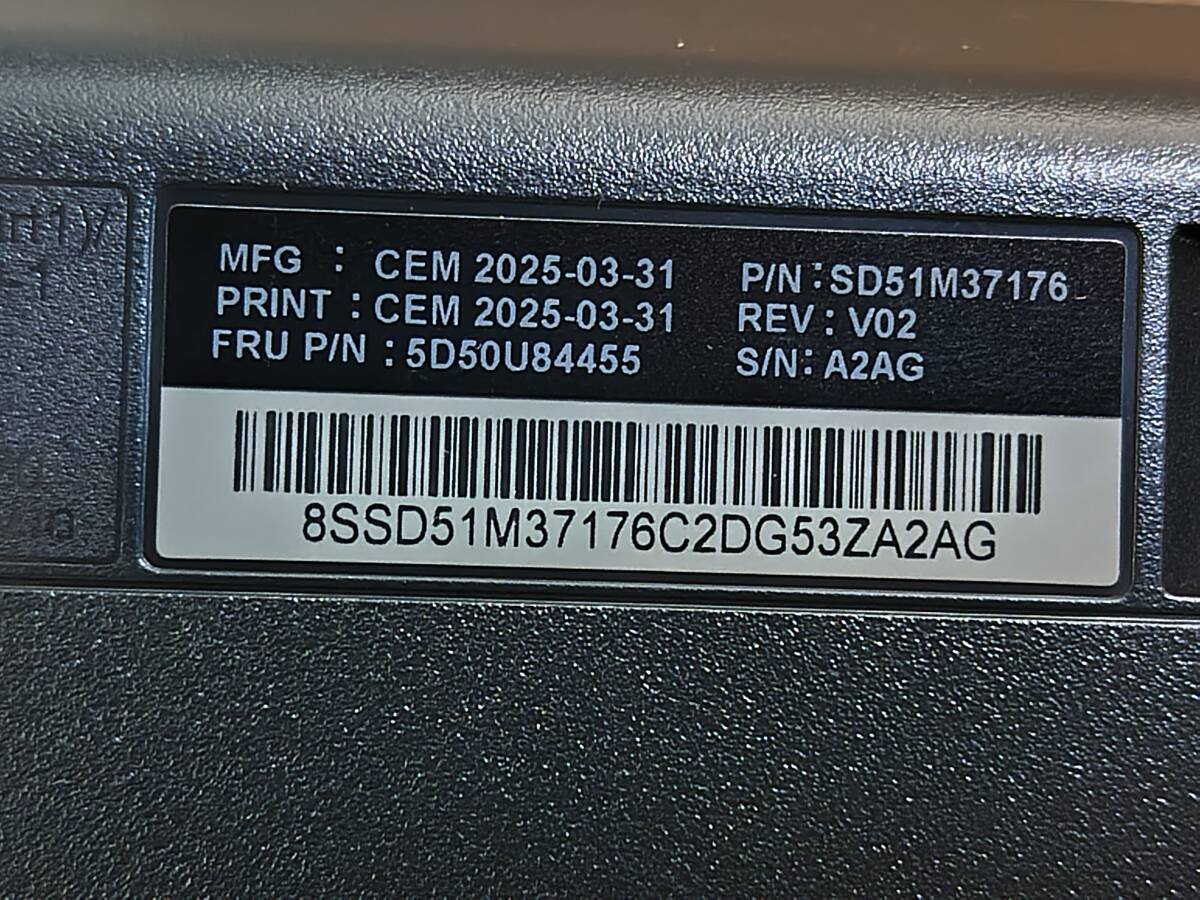 MFG : CEM 2025-03-31 P/N :SD51M37176
PRINT : CEM 2025-03-31 REV : V02
FRU P/N : 5D50U84455 S/N: A2AG
8SSD51M37176C2DG53ZA2AG